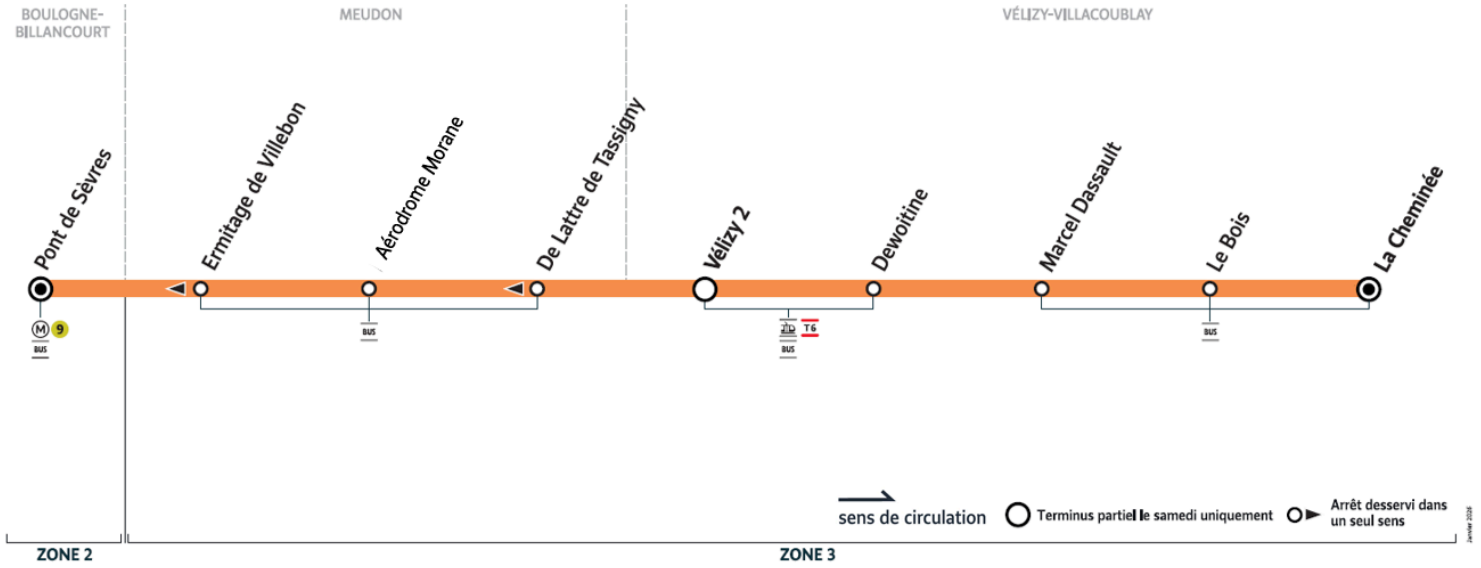 BOULOGNE-
BILLANCOURT
MEUDON
VÉLIZY-VILLACOUBLAY
Pont de Sèvres
Ermitage de Villebon
Aérodrome Morane
De Lattre de Tassigny
Vélizy 2
Dewoitine
Marcel Dassault
Le Bois
La Cheminée
M 9
BUS
BUS
T6
BUS
BUS
sens de circulation
Terminus partiel le samedi uniquement
Arrêt desservi dans
un seul sens
Janvier 2026
ZONE 2
ZONE 3